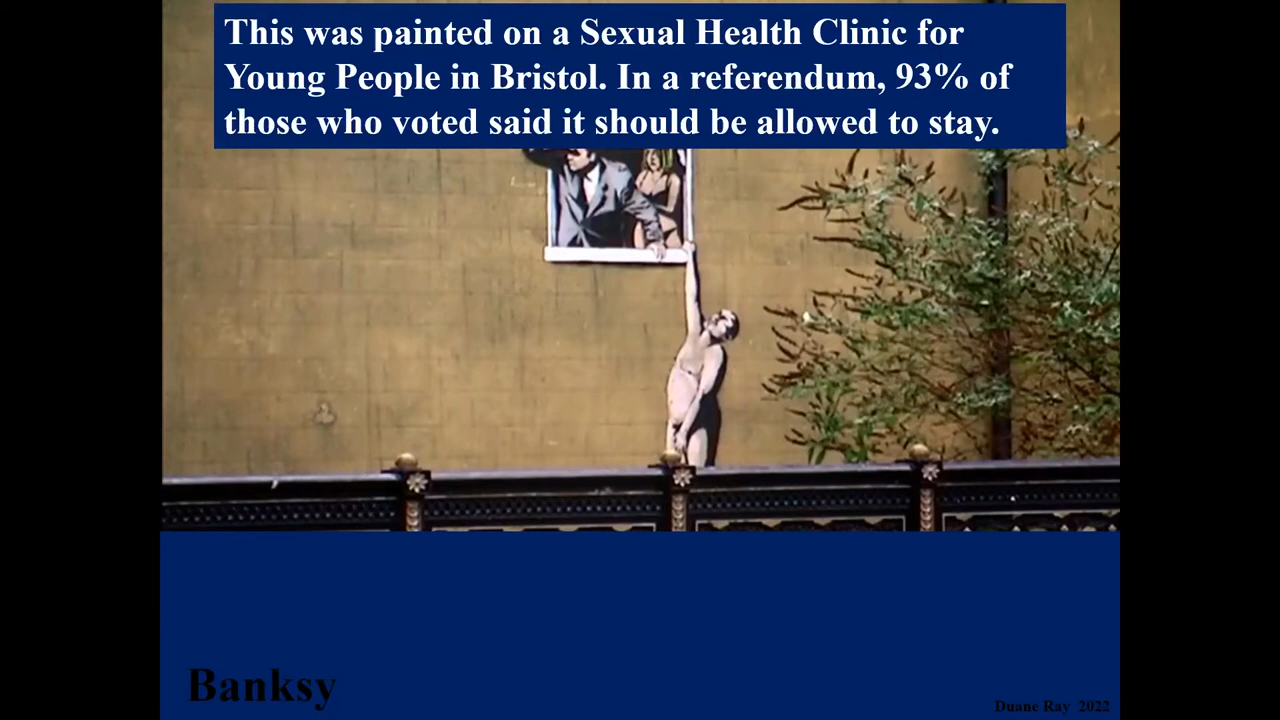 This was painted on a Sexual Health Clinic for
Young People in Bristol. In a referendum, 93% of
those who voted said it should be allowed to stay.
Banksy
Duane Ray 2022